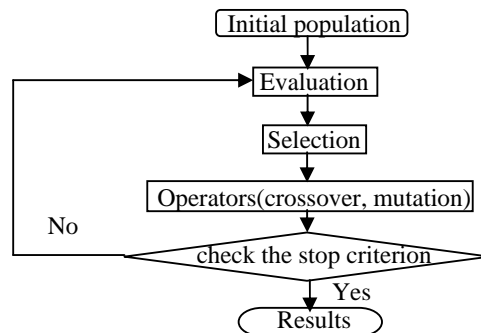 Initial population
Evaluation
Selection
Operators(crossover, mutation)
No
check the stop criterion
Yes
Results